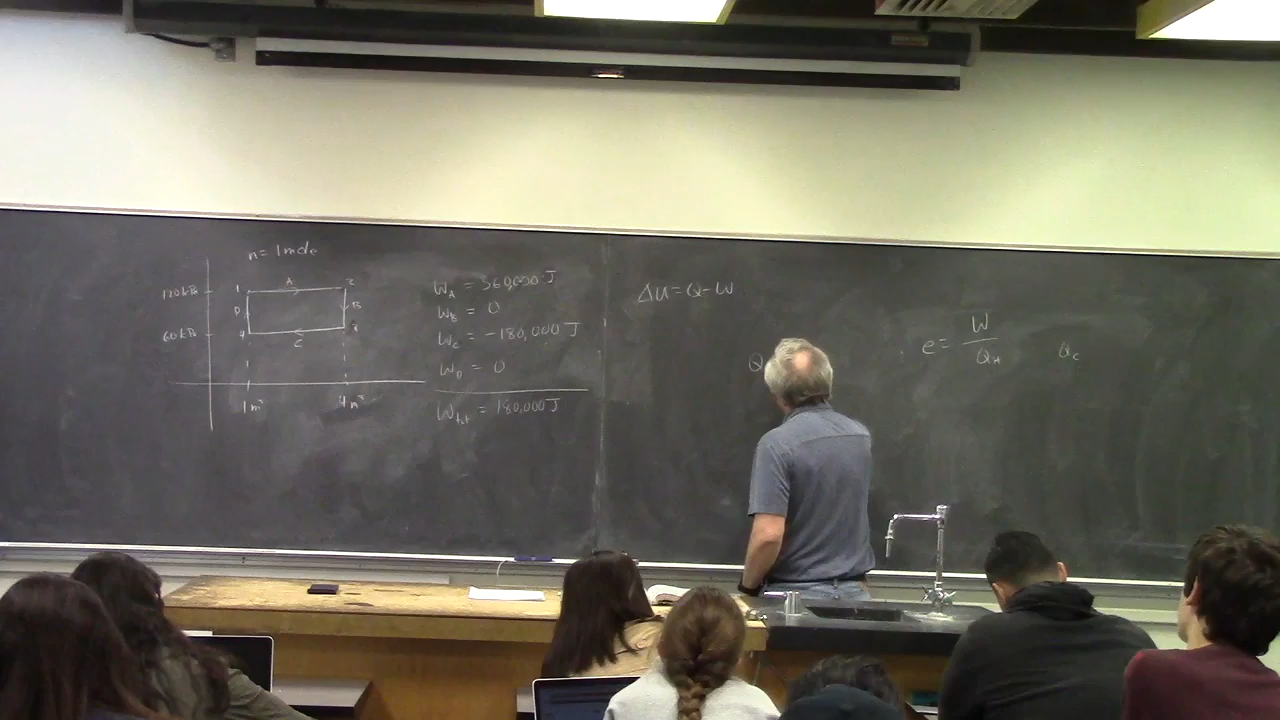 n = 1 mole
120 kPa 1 A 2
D B
60 kPa 4 C
1 m³ 4 m³
W_A = 360,000 J
W_B = 0
W_C = -180,000 J
W_D = 0
W_tot = 180,000 J
ΔU = Q - W
Q
e = W / Q_H
Q_C